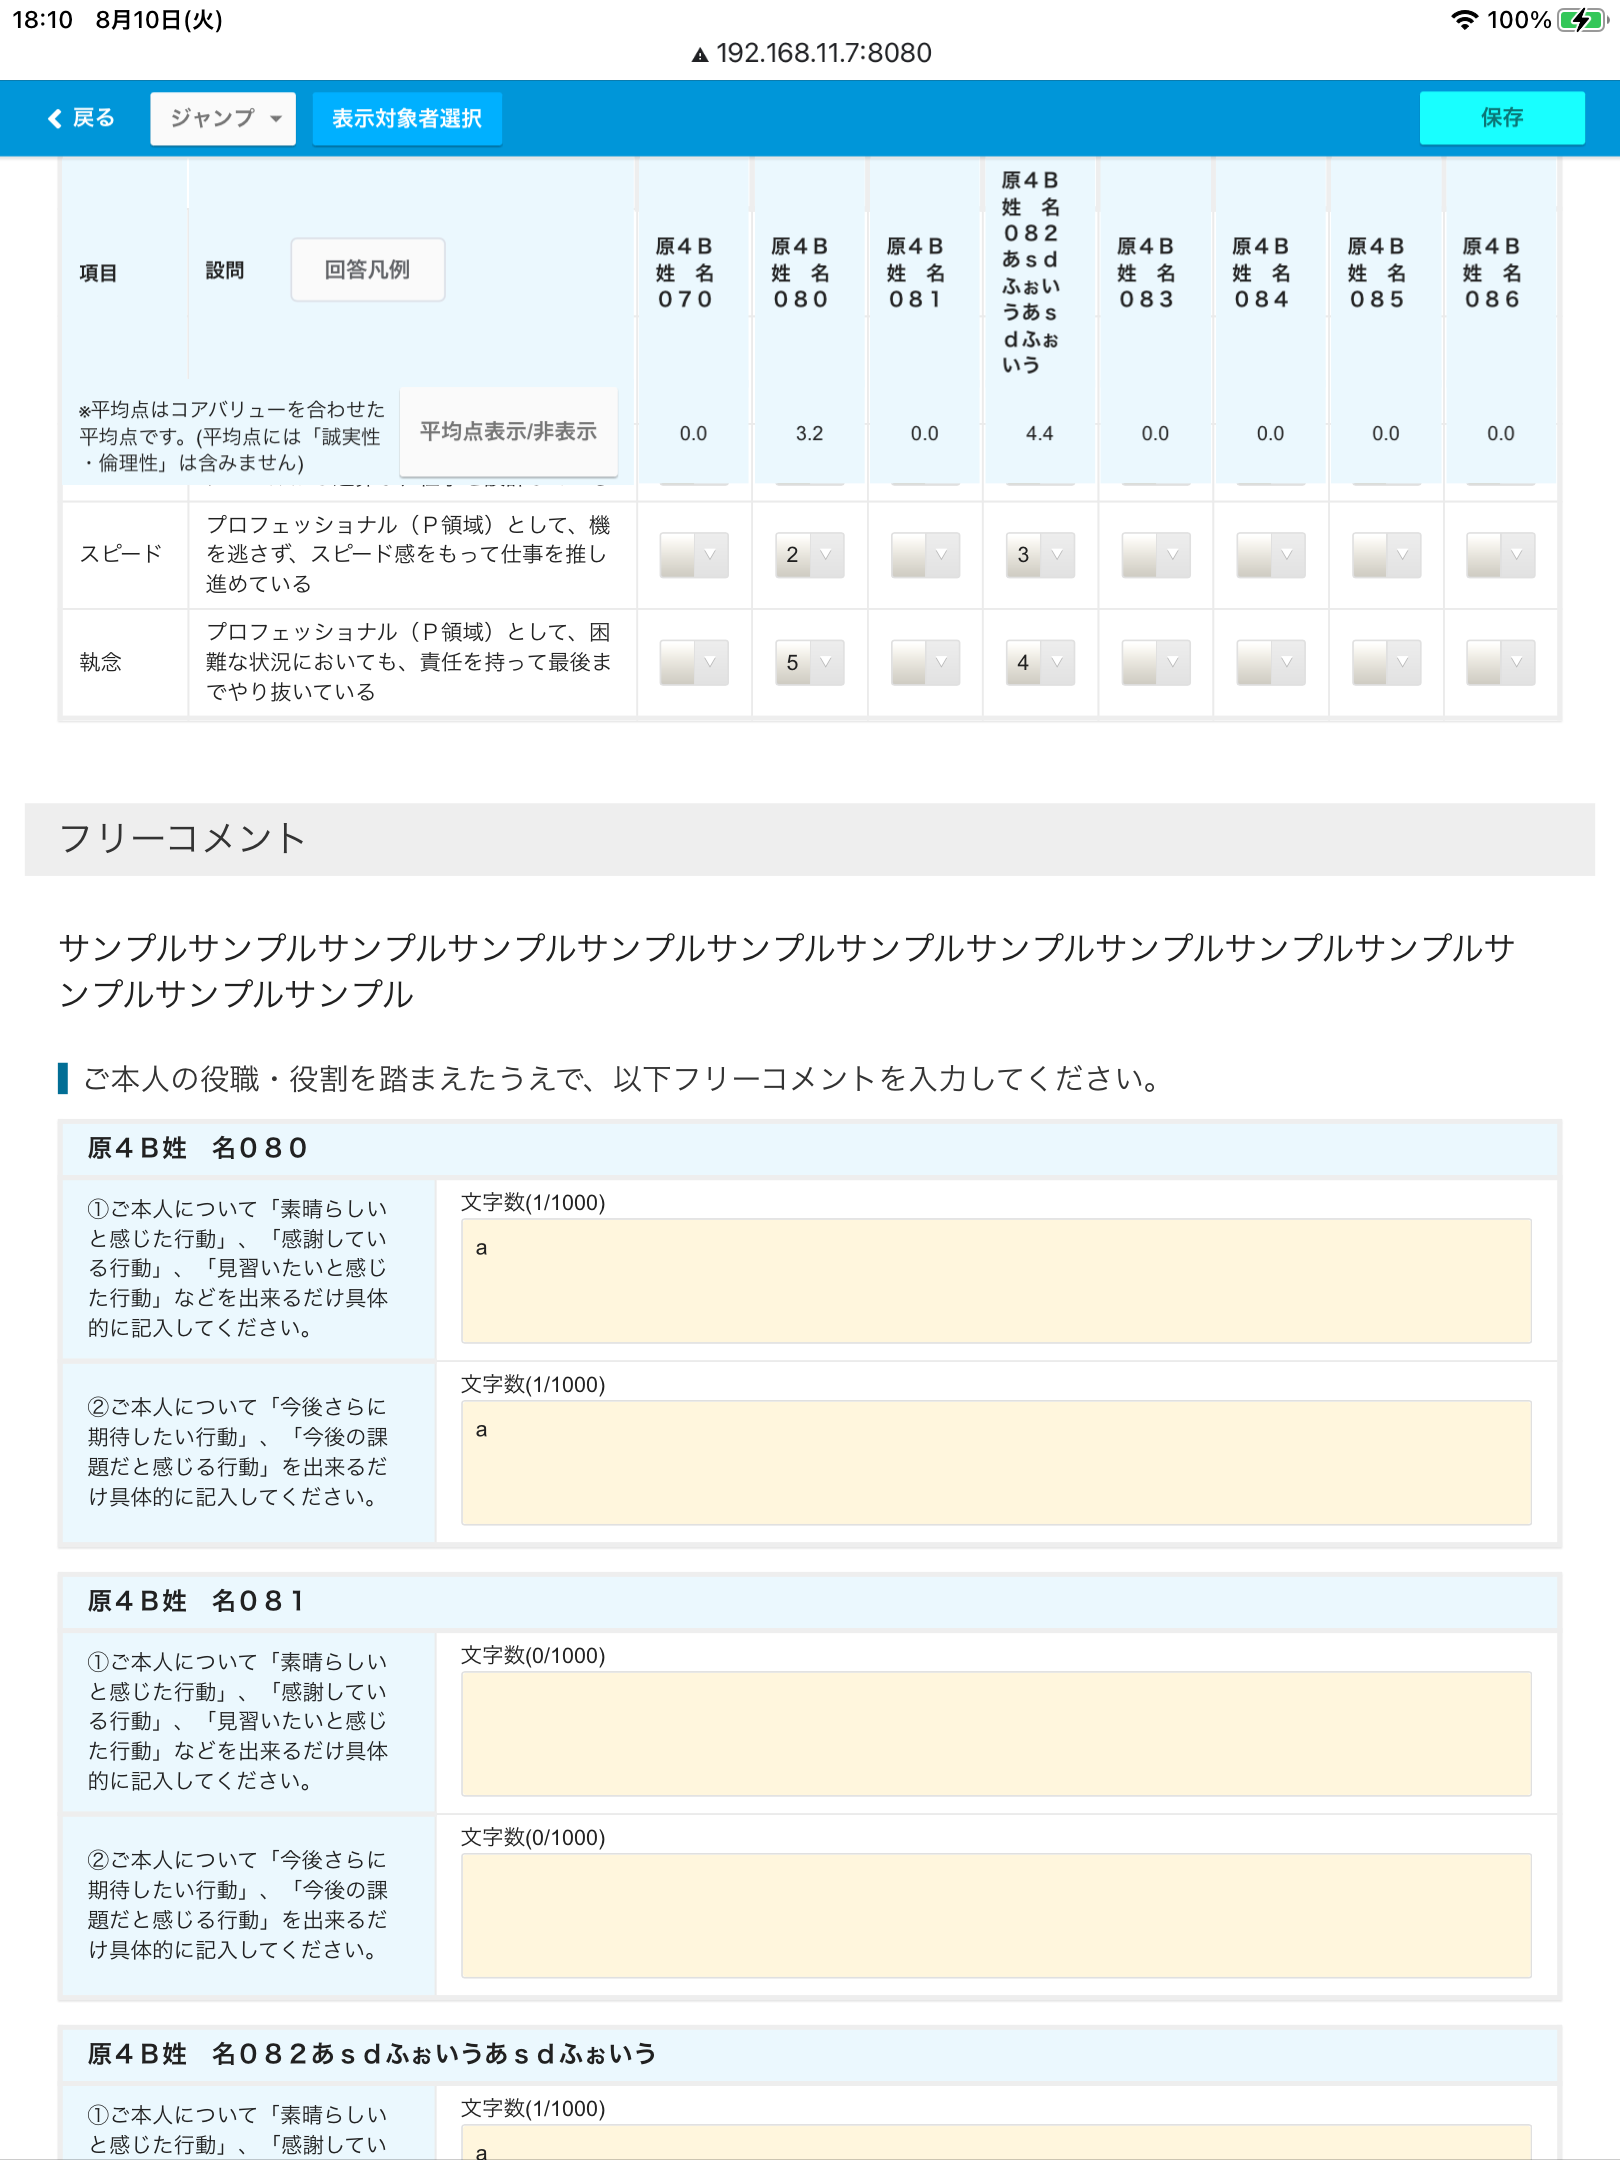 18:10 8月10日(火)
100%
192.168.11.7:8080
戻る
ジャンプ
表示対象者選択
保存
項目
設問
回答凡例
原４Ｂ
姓　名
０７０
原４Ｂ
姓　名
０８０
原４Ｂ
姓　名
０８１
原４Ｂ
姓　名
０８２
あｓｄ
ふぉい
うあｓ
ｄふぉ
いう
原４Ｂ
姓　名
０８３
原４Ｂ
姓　名
０８４
原４Ｂ
姓　名
０８５
原４Ｂ
姓　名
０８６
※平均点はコアバリューを合わせた
平均点です。(平均点には「誠実性
・倫理性」は含みません)
平均点表示/非表示
0.0
3.2
0.0
4.4
0.0
0.0
0.0
0.0
スピード
プロフェッショナル（Ｐ領域）として、機
を逃さず、スピード感をもって仕事を推し
進めている
2
3
執念
プロフェッショナル（Ｐ領域）として、困
難な状況においても、責任を持って最後ま
でやり抜いている
5
4
フリーコメント
サンプルサンプルサンプルサンプルサンプルサンプルサンプルサンプルサンプルサンプルサンプルサ
ンプルサンプルサンプル
ご本人の役職・役割を踏まえたうえで、以下フリーコメントを入力してください。
原４Ｂ姓　名０８０
①ご本人について「素晴らしい
と感じた行動」、「感謝してい
る行動」、「見習いたいと感じ
た行動」などを出来るだけ具体
的に記入してください。
文字数(1/1000)
a
②ご本人について「今後さらに
期待したい行動」、「今後の課
題だと感じる行動」を出来るだ
け具体的に記入してください。
文字数(1/1000)
a
原４Ｂ姓　名０８１
①ご本人について「素晴らしい
と感じた行動」、「感謝してい
る行動」、「見習いたいと感じ
た行動」などを出来るだけ具体
的に記入してください。
文字数(0/1000)
②ご本人について「今後さらに
期待したい行動」、「今後の課
題だと感じる行動」を出来るだ
け具体的に記入してください。
文字数(0/1000)
原４Ｂ姓　名０８２あｓｄふぉいうあｓｄふぉいう
①ご本人について「素晴らしい
と感じた行動」、「感謝してい
文字数(1/1000)
a